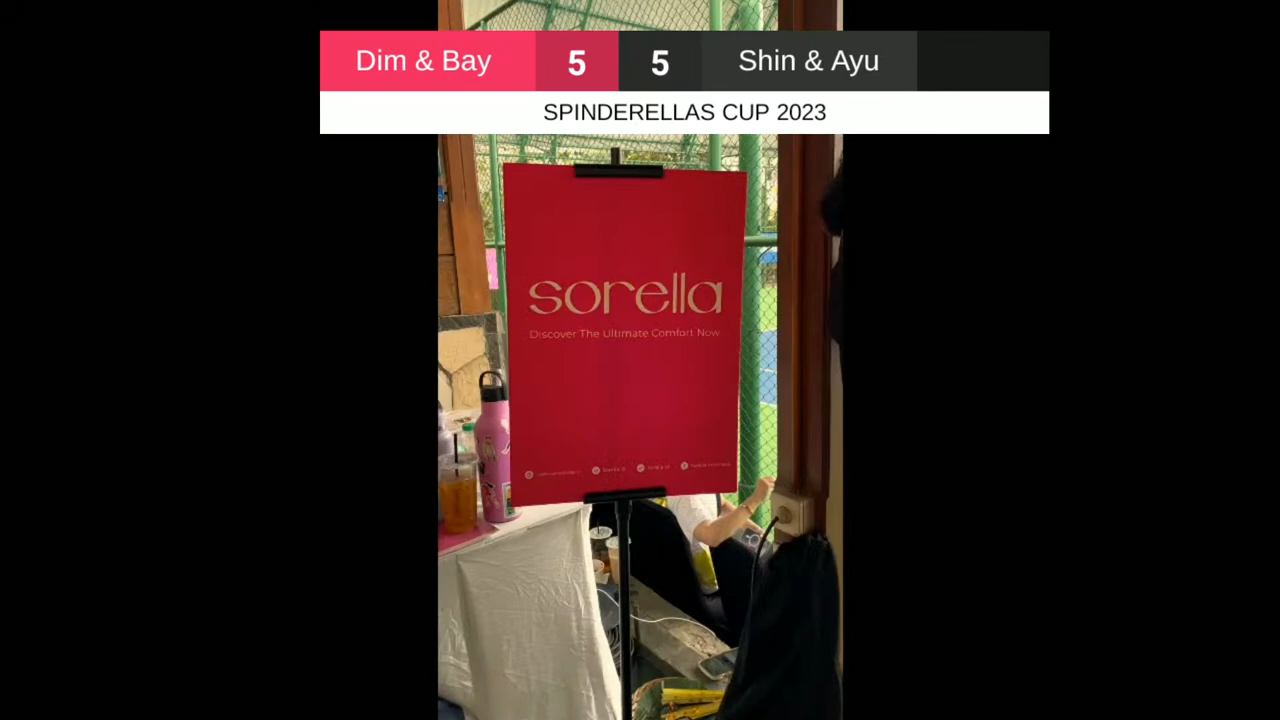 Dim & Bay 5 5 Shin & Ayu
SPINDERELLAS CUP 2023
sorella
Discover The Ultimate Comfort Now